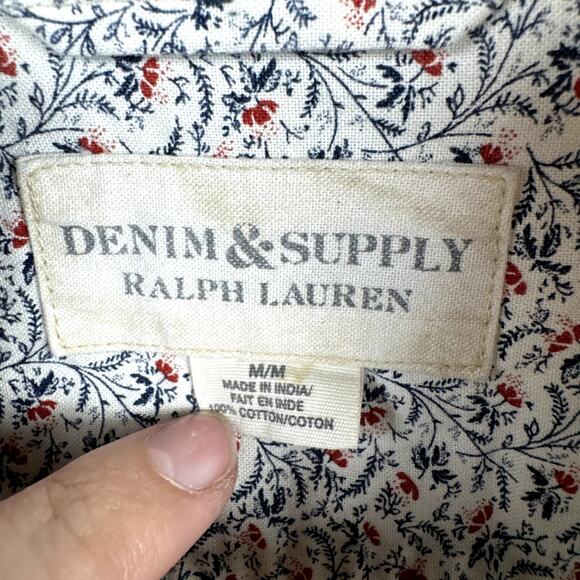 DENIM & SUPPLY
RALPH LAUREN
M/M
MADE IN INDIA/
FAIT EN INDE
100% COTTON/COTON